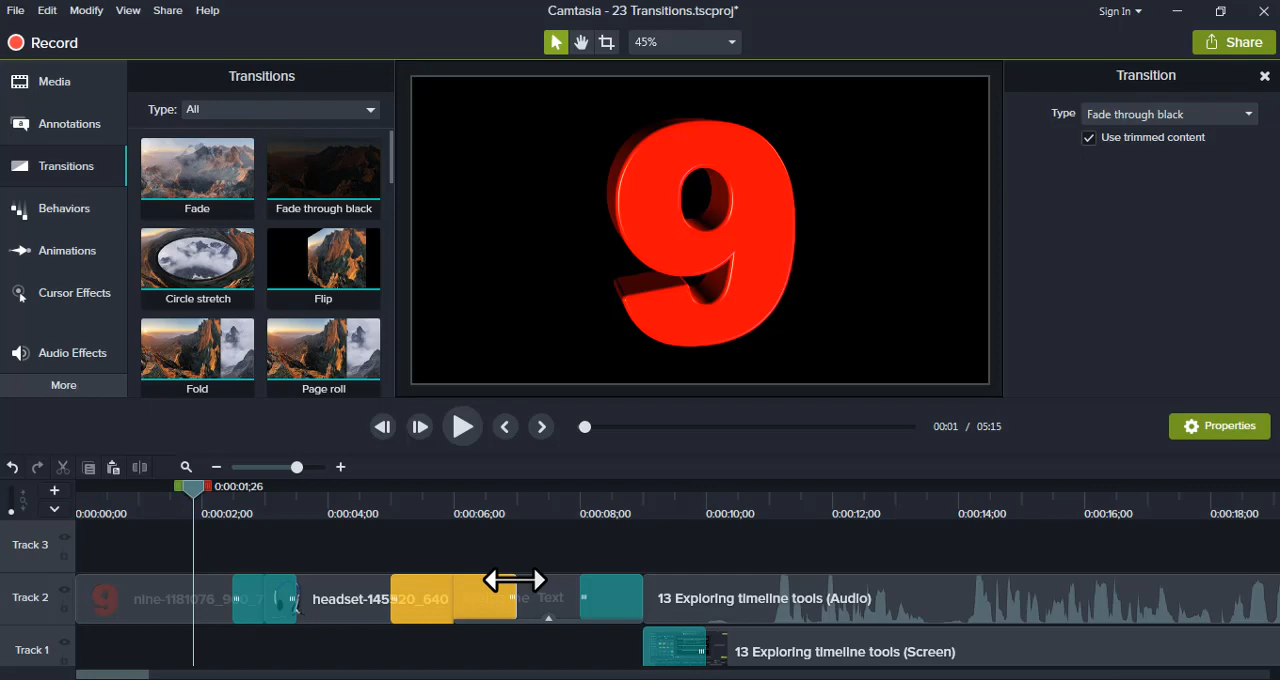 File Edit Modify View Share Help
Camtasia - 23 Transitions.tscproj*
Sign In
Record
45%
Share
Media
Annotations
Transitions
Behaviors
Animations
Cursor Effects
Audio Effects
More
Transitions
Type: All
Fade
Fade through black
Circle stretch
Flip
Fold
Page roll
9
Transition
Type Fade through black
Use trimmed content
00:01 / 05:15
Properties
0:00:01;26
0:00:00;00 0:00:02;00 0:00:04;00 0:00:06;00 0:00:08;00 0:00:10;00 0:00:12;00 0:00:14;00 0:00:16;00 0:00:18;00
Track 3
Track 2
9
Text
13 Exploring timeline tools (Audio)
Track 1
13 Exploring timeline tools (Screen)